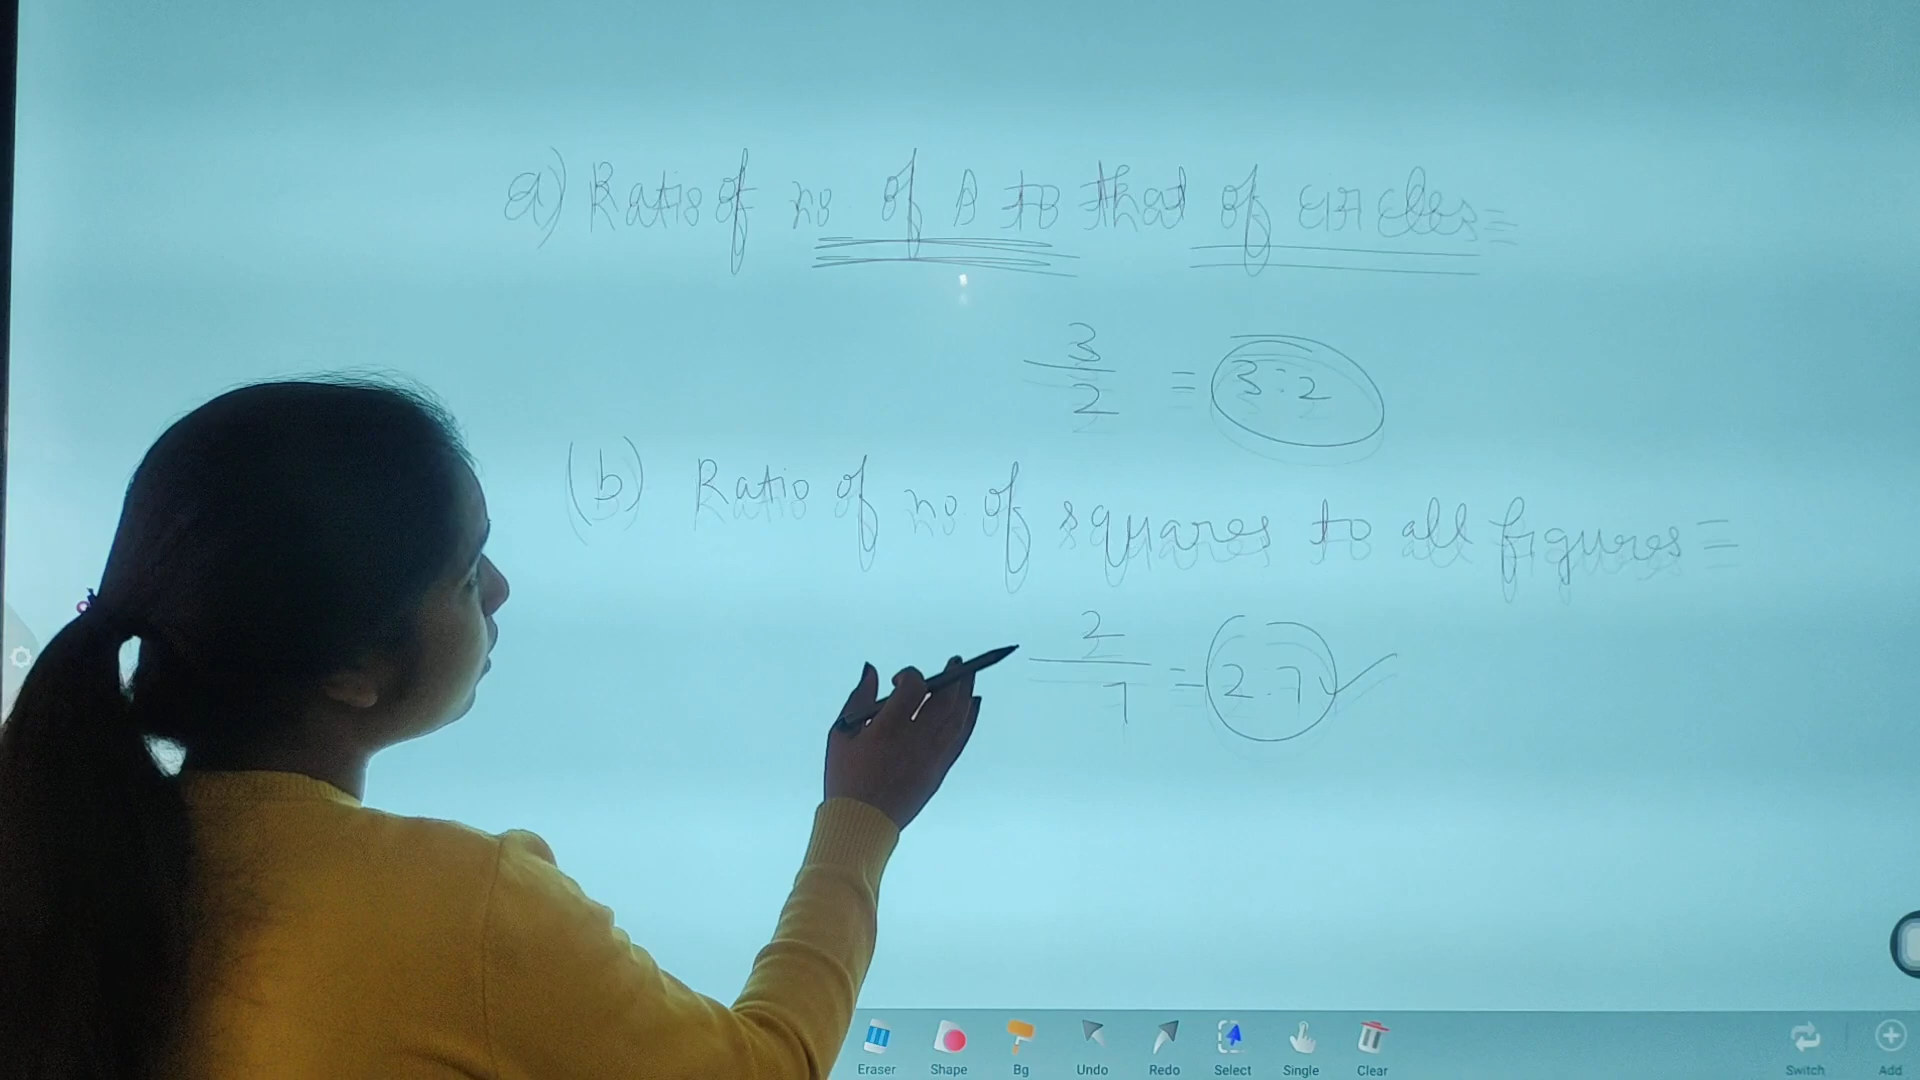 a) Ratio of no of Δ to that of circles =
3
2
= 3:2
(b) Ratio of no of squares to all figures =
2
7
= 2:7
Eraser Shape Bg Undo Redo Select Single Clear Switch Add